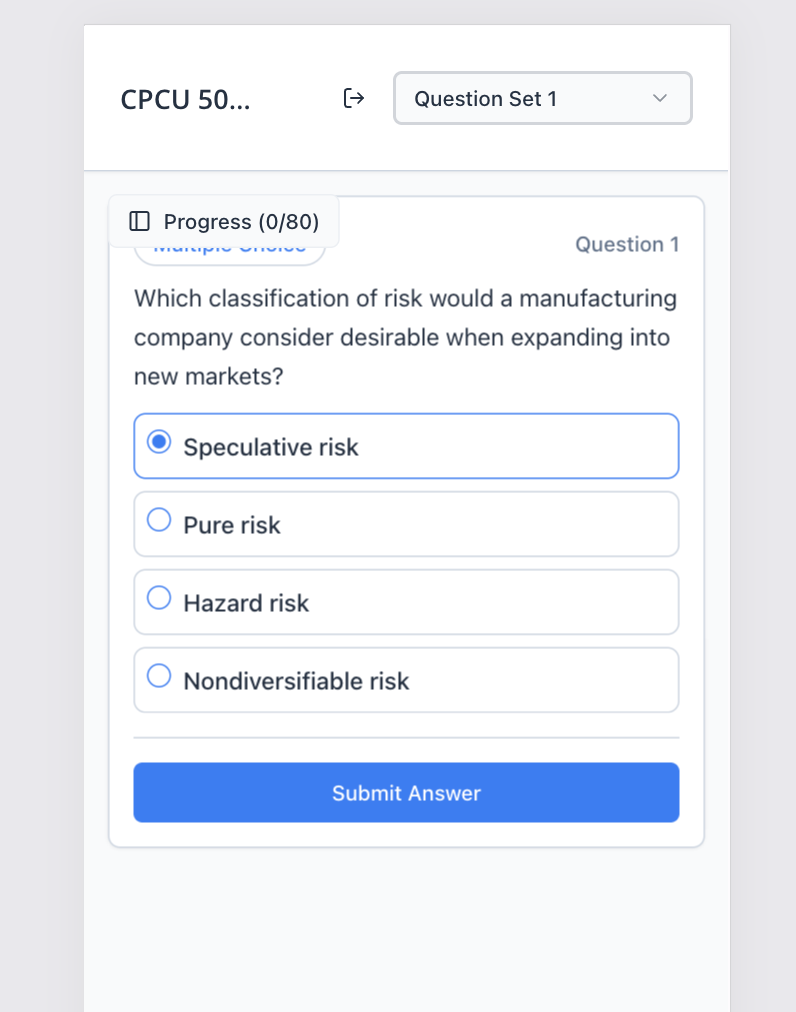 CPCU 50...
Question Set 1
Progress (0/80)
Multiple Choice
Question 1
Which classification of risk would a manufacturing
company consider desirable when expanding into
new markets?
Speculative risk
Pure risk
Hazard risk
Nondiversifiable risk
Submit Answer